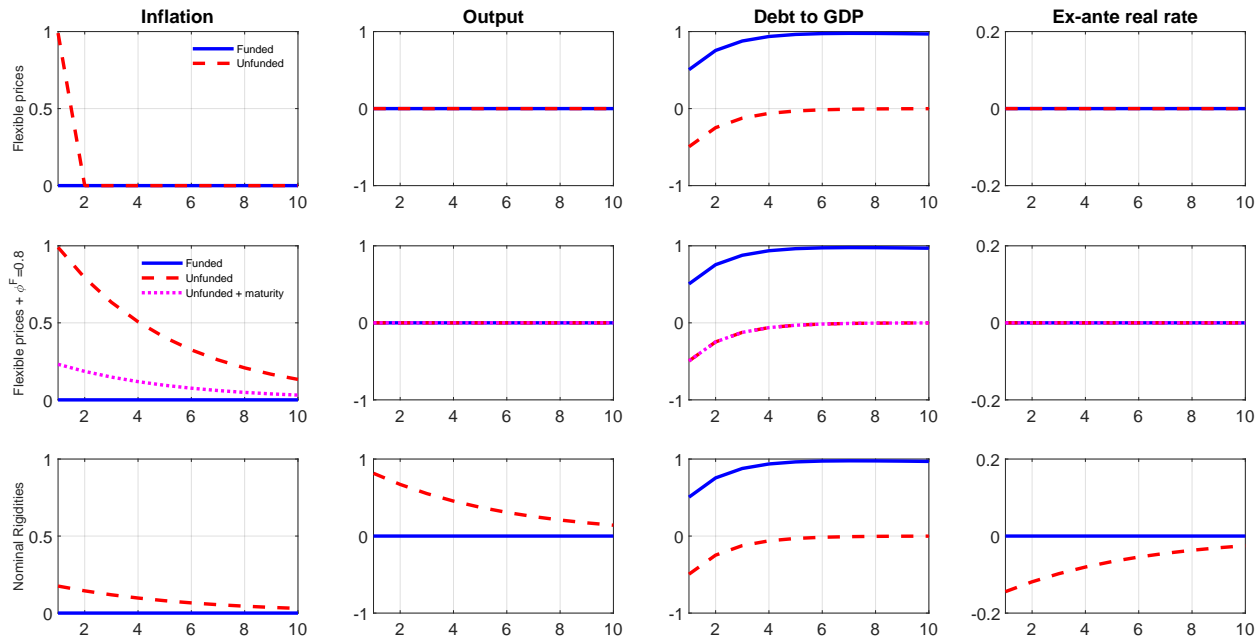 Inflation
Output
Debt to GDP
Ex-ante real rate
Flexible prices
1
0.5
0
2 4 6 8 10
Funded
Unfunded
1
0
-1
2 4 6 8 10
1
0
-1
2 4 6 8 10
0.2
0
-0.2
2 4 6 8 10
Flexible prices + ϕ^F=0.8
1
0.5
0
2 4 6 8 10
Funded
Unfunded
Unfunded + maturity
1
0
-1
2 4 6 8 10
1
0
-1
2 4 6 8 10
0.2
0
-0.2
2 4 6 8 10
Nominal Rigidities
1
0.5
0
2 4 6 8 10
1
0
-1
2 4 6 8 10
1
0
-1
2 4 6 8 10
0.2
0
-0.2
2 4 6 8 10